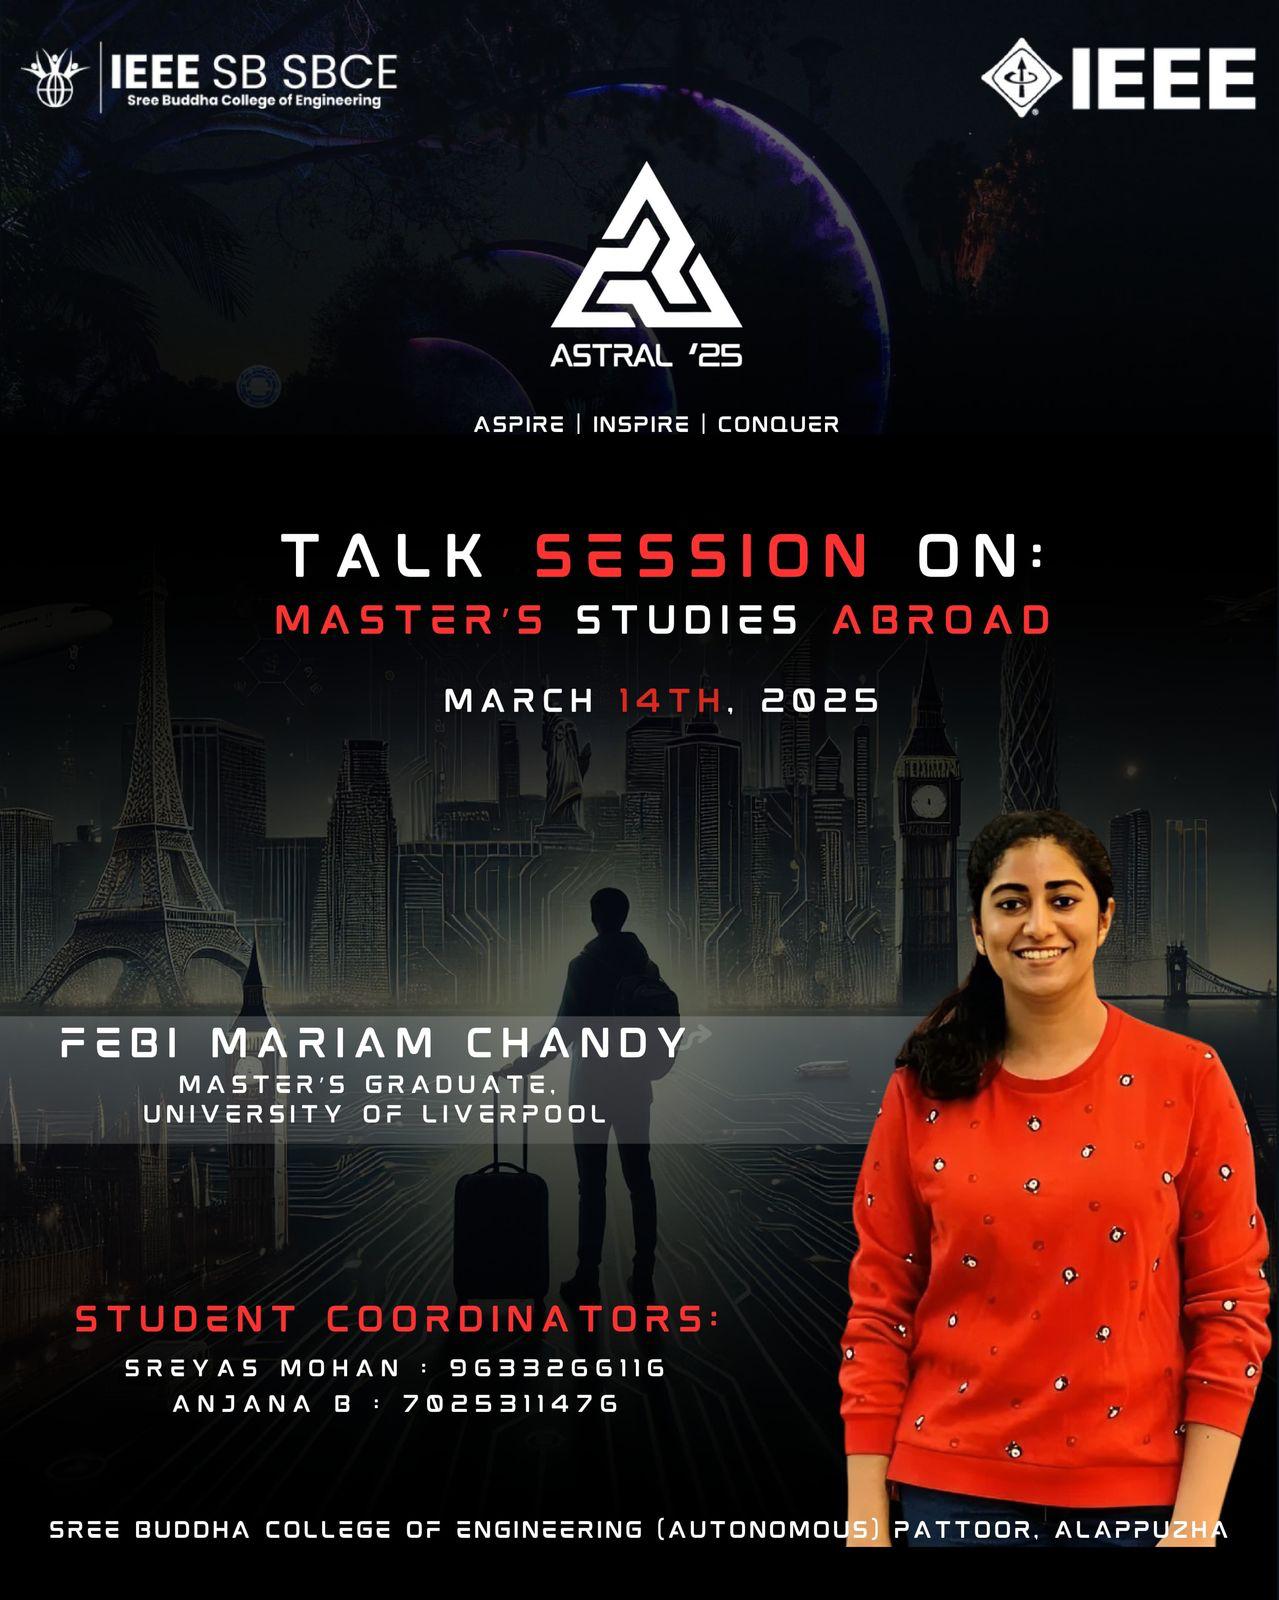 IEEE SB SBCE
Sree Buddha College of Engineering
IEEE
ASTRAL '25
ASPIRE | INSPIRE | CONQUER
TALK SESSION ON:
MASTER'S STUDIES ABROAD
MARCH 14TH, 2025
FEBI MARIAM CHANDY
MASTER'S GRADUATE,
UNIVERSITY OF LIVERPOOL
STUDENT COORDINATORS:
SREYAS MOHAN : 9633266116
ANJANA B : 7025311476
SREE BUDDHA COLLEGE OF ENGINEERING (AUTONOMOUS) PATTOOR, ALAPPUZHA